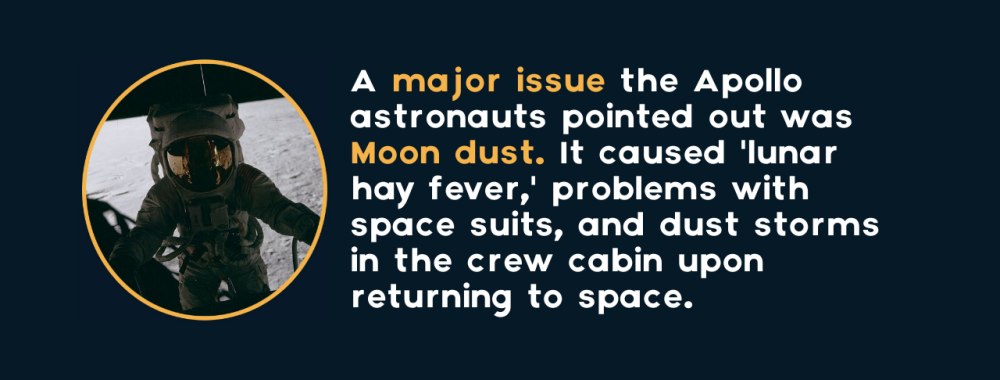 A major issue the Apollo
astronauts pointed out was
Moon dust. It caused 'lunar
hay fever,' problems with
space suits, and dust storms
in the crew cabin upon
returning to space.